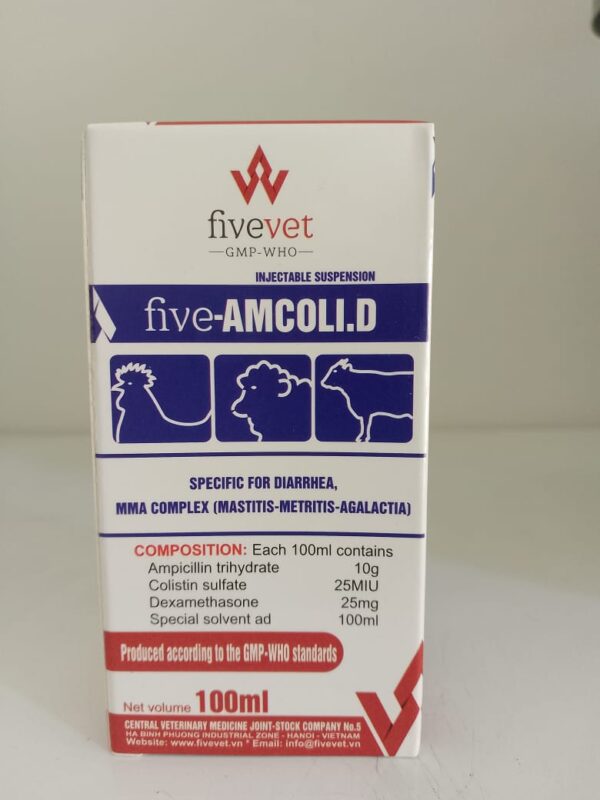 fivevet
GMP-WHO
INJECTABLE SUSPENSION
five-AMCOLI.D
SPECIFIC FOR DIARRHEA,
MMA COMPLEX (MASTITIS-METRITIS-AGALACTIA)
COMPOSITION: Each 100ml contains
Ampicillin trihydrate 10g
Colistin sulfate 25MIU
Dexamethasone 25mg
Special solvent ad 100ml
Produced according to the GMP-WHO standards
Net volume 100ml
CENTRAL VETERINARY MEDICINE JOINT-STOCK COMPANY No.5
HA BINH PHUONG INDUSTRIAL ZONE - HANOI - VIETNAM
Website: www.fivevet.vn * Email: info@fivevet.vn